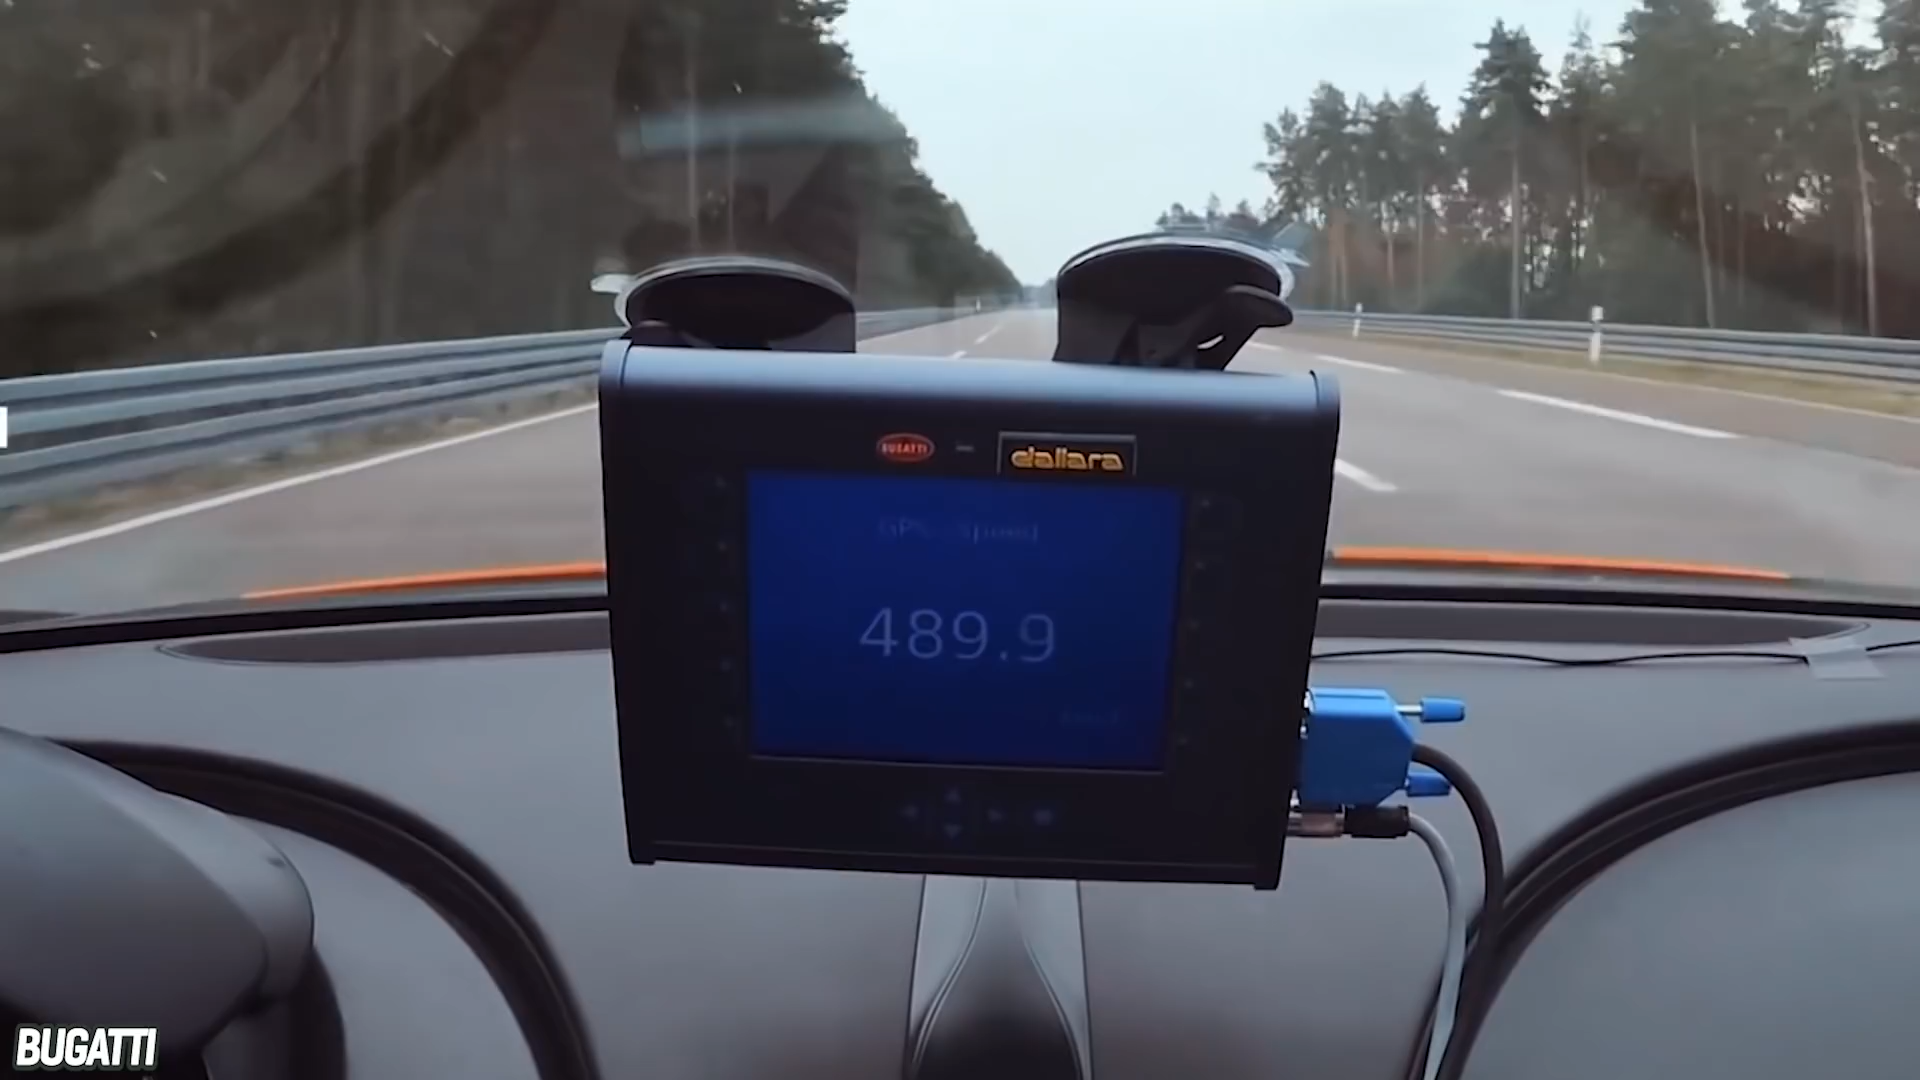 BUGATTI - dallara
GPS Speed
489.9
BUGATTI